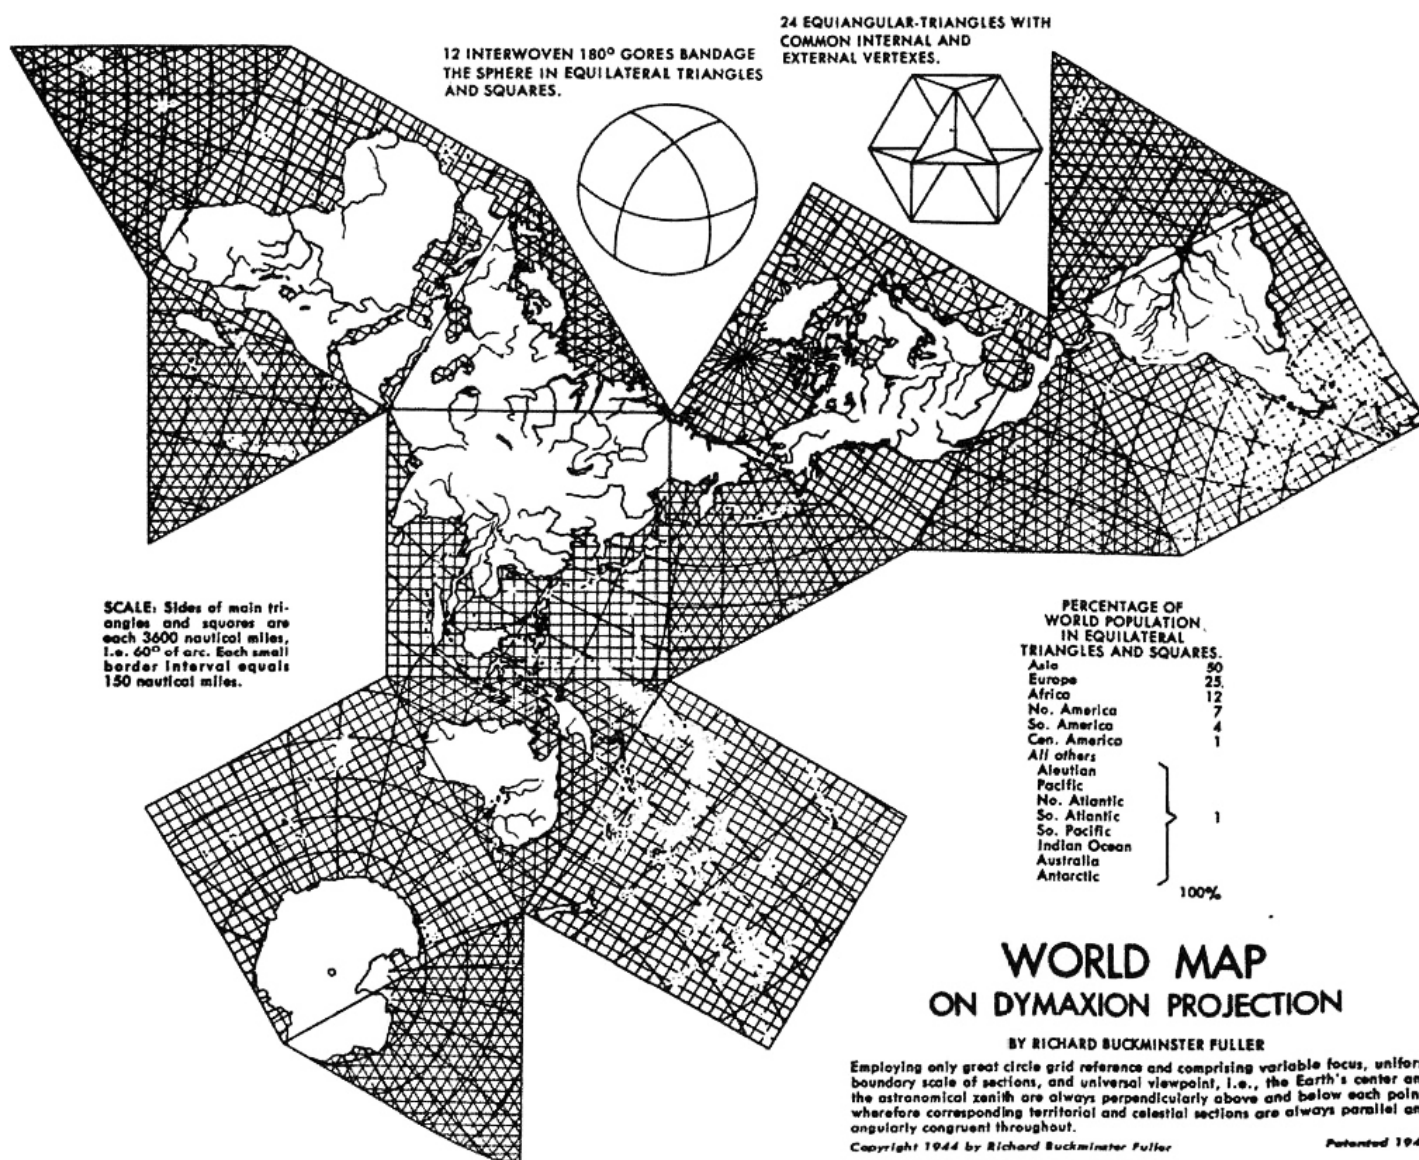 12 INTERWOVEN 180° GORES BANDAGE
THE SPHERE IN EQUILATERAL TRIANGLES
AND SQUARES.
24 EQUIANGULAR-TRIANGLES WITH
COMMON INTERNAL AND
EXTERNAL VERTEXES.
SCALE: Sides of main tri-
angles and squares are
each 3600 nautical miles,
i.e. 60° of arc. Each small
border interval equals
150 nautical miles.
PERCENTAGE OF
WORLD POPULATION
IN EQUILATERAL
TRIANGLES AND SQUARES.
Asia 50
Europe 25
Africa 12
No. America 7
So. America 4
Cen. America 1
All others
Aleutian
Pacific
No. Atlantic
So. Atlantic 1
So. Pacific
Indian Ocean
Australia
Antarctic
100%
WORLD MAP
ON DYMAXION PROJECTION
BY RICHARD BUCKMINSTER FULLER
Employing only great circle grid reference and comprising variable focus, unifor
boundary scale of sections, and universal viewpoint, i.e., the Earth's center an
the astronomical zenith are always perpendicularly above and below each poin
wherefore corresponding territorial and celestial sections are always parallel an
angularly congruent throughout.
Copyright 1944 by Richard Buckminster Fuller Patented 194